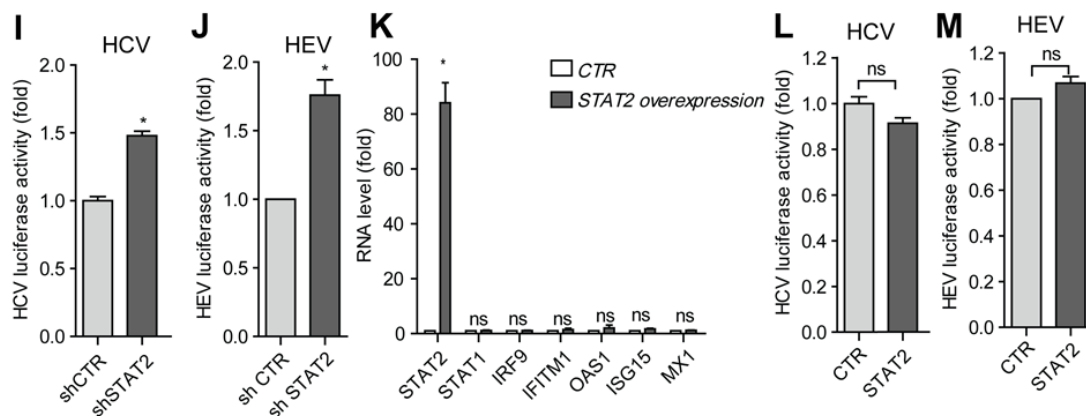 I
HCV
HCV luciferase activity (fold)
2.0
1.5
1.0
0.5
0.0
*
shCTR
shSTAT2
J
HEV
HEV luciferase activity (fold)
2.0
1.5
1.0
0.5
0.0
*
sh CTR
sh STAT2
K
RNA level (fold)
100
80
60
40
20
0
*
ns
ns
ns
ns
ns
ns
CTR
STAT2 overexpression
STAT2
STAT1
IRF9
IFITM1
OAS1
ISG15
MX1
L
HCV
HCV luciferase activity (fold)
1.2
1.0
0.8
0.6
0.4
0.2
0.0
ns
CTR
STAT2
M
HEV
HEV luciferase activity (fold)
1.2
1.0
0.8
0.6
0.4
0.2
0.0
ns
CTR
STAT2